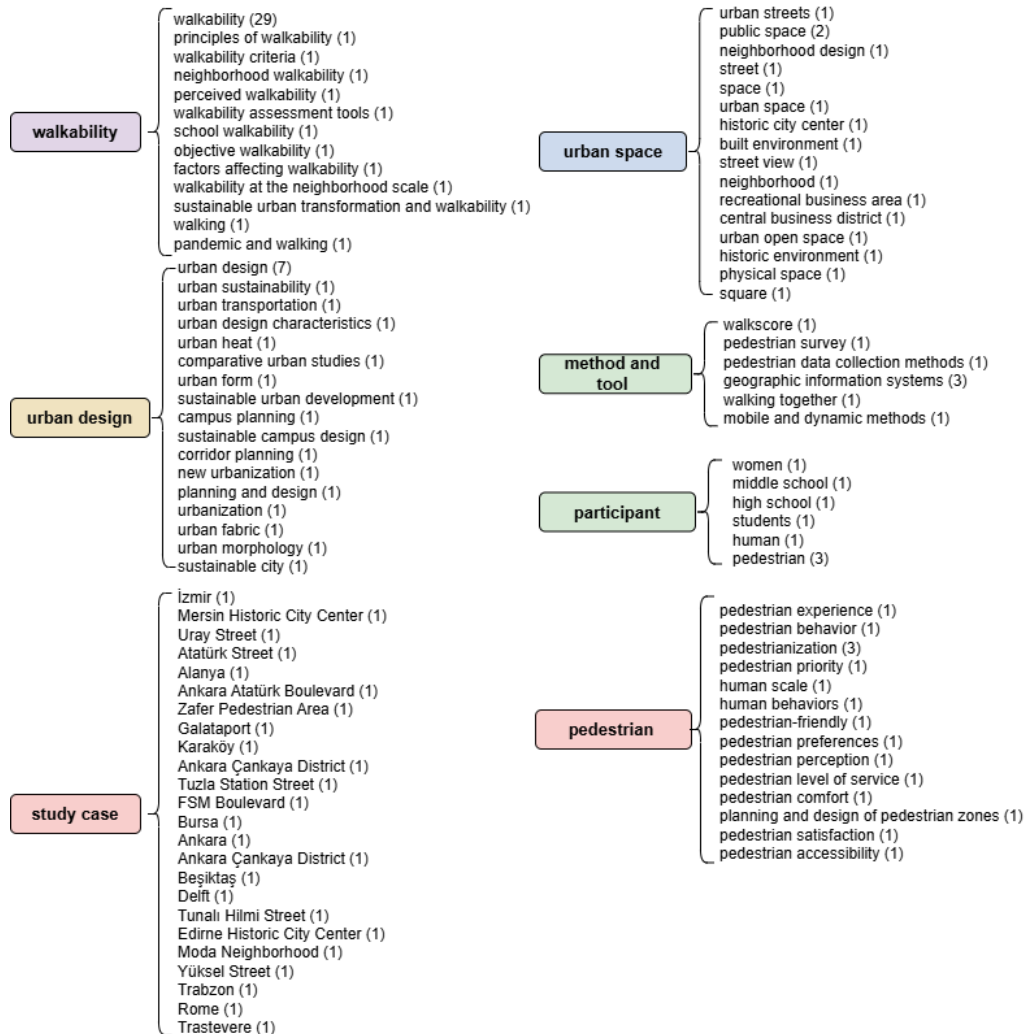 walkability
walkability (29)
principles of walkability (1)
walkability criteria (1)
neighborhood walkability (1)
perceived walkability (1)
walkability assessment tools (1)
school walkability (1)
objective walkability (1)
factors affecting walkability (1)
walkability at the neighborhood scale (1)
sustainable urban transformation and walkability (1)
walking (1)
pandemic and walking (1)
urban design
urban design (7)
urban sustainability (1)
urban transportation (1)
urban design characteristics (1)
urban heat (1)
comparative urban studies (1)
urban form (1)
sustainable urban development (1)
campus planning (1)
sustainable campus design (1)
corridor planning (1)
new urbanization (1)
planning and design (1)
urbanization (1)
urban fabric (1)
urban morphology (1)
sustainable city (1)
study case
İzmir (1)
Mersin Historic City Center (1)
Uray Street (1)
Atatürk Street (1)
Alanya (1)
Ankara Atatürk Boulevard (1)
Zafer Pedestrian Area (1)
Galataport (1)
Karaköy (1)
Ankara Çankaya District (1)
Tuzla Station Street (1)
FSM Boulevard (1)
Bursa (1)
Ankara (1)
Ankara Çankaya District (1)
Beşiktaş (1)
Delft (1)
Tunalı Hilmi Street (1)
Edirne Historic City Center (1)
Moda Neighborhood (1)
Yüksel Street (1)
Trabzon (1)
Rome (1)
Trastevere (1)
urban space
urban streets (1)
public space (2)
neighborhood design (1)
street (1)
space (1)
urban space (1)
historic city center (1)
built environment (1)
street view (1)
neighborhood (1)
recreational business area (1)
central business district (1)
urban open space (1)
historic environment (1)
physical space (1)
square (1)
method and
tool
walkscore (1)
pedestrian survey (1)
pedestrian data collection methods (1)
geographic information systems (3)
walking together (1)
mobile and dynamic methods (1)
participant
women (1)
middle school (1)
high school (1)
students (1)
human (1)
pedestrian (3)
pedestrian
pedestrian experience (1)
pedestrian behavior (1)
pedestrianization (3)
pedestrian priority (1)
human scale (1)
human behaviors (1)
pedestrian-friendly (1)
pedestrian preferences (1)
pedestrian perception (1)
pedestrian level of service (1)
pedestrian comfort (1)
planning and design of pedestrian zones (1)
pedestrian satisfaction (1)
pedestrian accessibility (1)